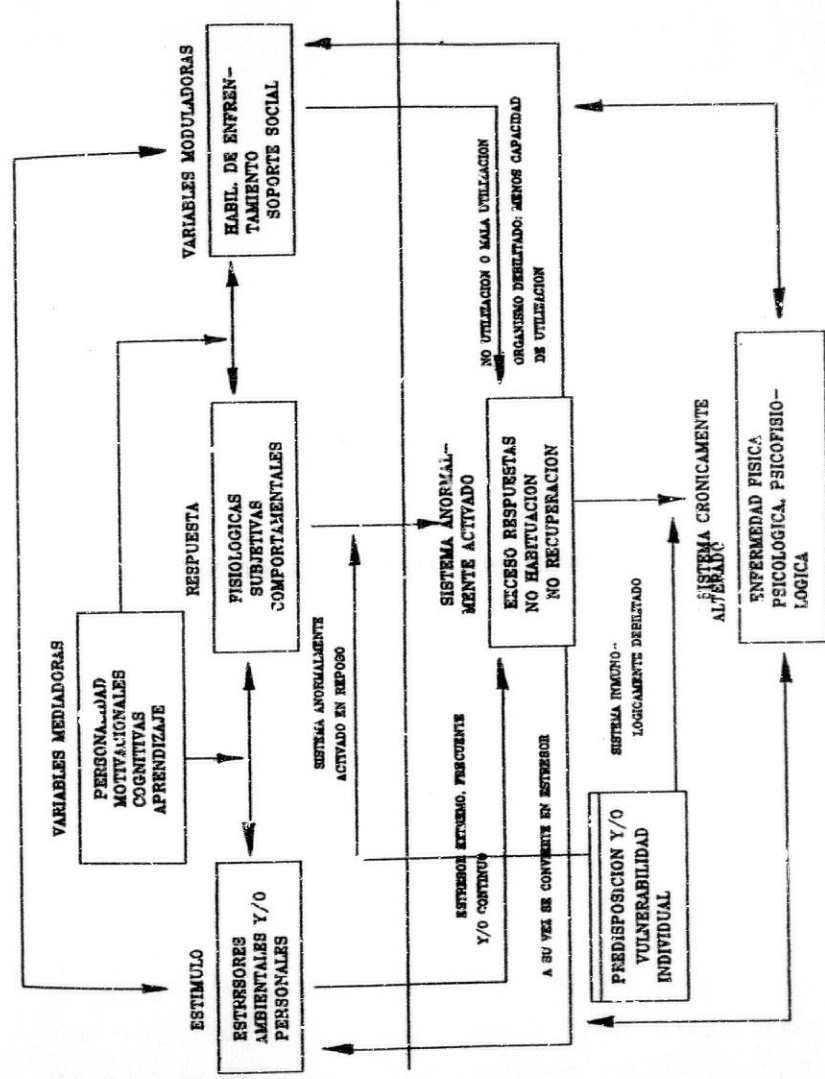 VARIABLES MEDIADORAS
PERSONALIDAD
MOTIVACIONALES
COGNITIVAS
APRENDIZAJE
VARIABLES MODULADORAS
HABIL. DE ENFREN-
TAMIENTO
SOPORTE SOCIAL
ESTIMULO
ESTRESORES
AMBIENTALES Y/O
PERSONALES
RESPUESTA
FISIOLOGICAS
SUBJETIVAS
COMPORTAMENTALES
SISTEMA ANORMALMENTE
ACTIVADO EN REPOSO
ESTRESOR EXTREMO, FRECUENTE
Y/O CONTINUO
SISTEMA ANORMAL-
MENTE ACTIVADO
EXCESO RESPUESTAS
NO HABITUACION
NO RECUPERACION
NO UTILIZACION O MALA UTILIZACION
ORGANISMO DEBILITADO: MENOS CAPACIDAD
DE UTILIZACION
A SU VEZ SE CONVIERTE EN ESTRESOR
PREDISPOSICION Y/O
VULNERABILIDAD
INDIVIDUAL
SISTEMA INMUNO-
LOGICAMENTE DEBILITADO
SISTEMA CRONICAMENTE
ALTERADO
ENFERMEDAD FISICA
PSICOLOGICA, PSICOFISIO-
LOGICA